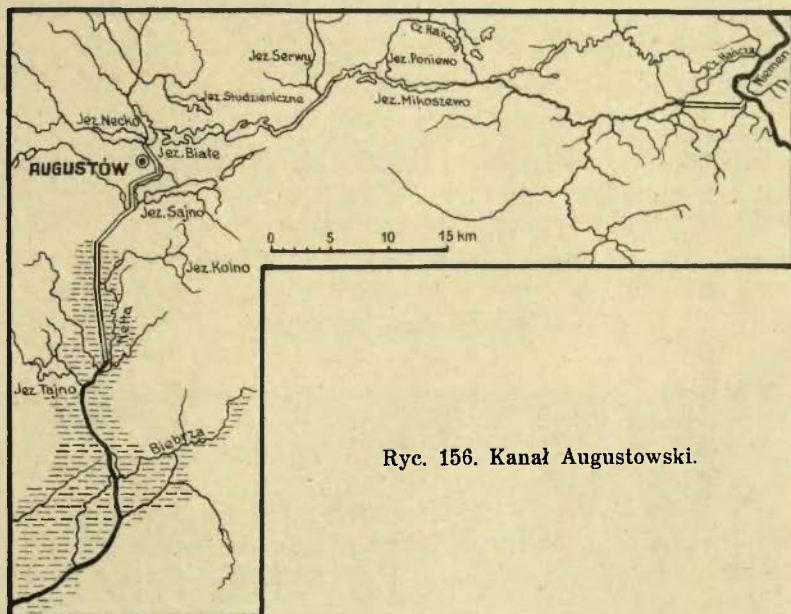 Cz. Hańcza
Jez. Serwy
Jez. Poniewo
Cz. Hańcza
Niemen
Jez. Studzieniczne
Jez. Mikoszewo
Jez. Necko
Jez. Białe
AUGUSTÓW
Jez. Sajno
0 5 10 15 km
Jez. Kolno
Netta
Jez. Tajno
Biebrza
Ryc. 156. Kanał Augustowski.